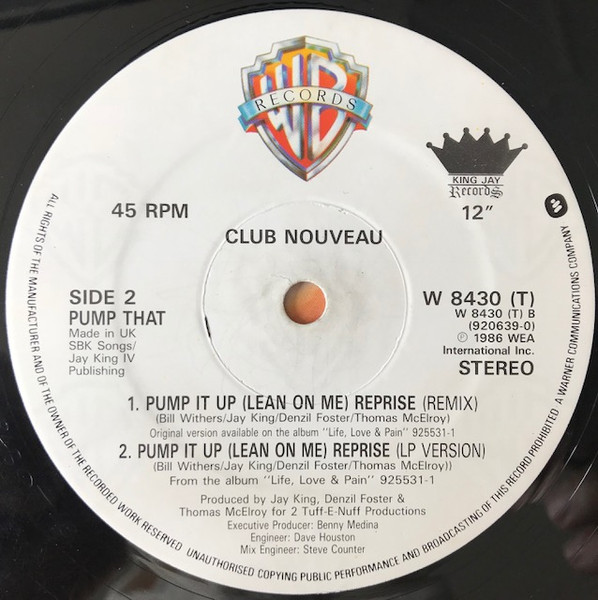 WB
RECORDS
KING JAY
Records
45 RPM
12"
CLUB NOUVEAU
SIDE 2
PUMP THAT
Made in UK
SBK Songs/
Jay King IV
Publishing
W 8430 (T)
W 8430 (T) B
(920639-0)
℗ 1986 WEA
International Inc.
STEREO
1. PUMP IT UP (LEAN ON ME) REPRISE (REMIX)
(Bill Withers/Jay King/Denzil Foster/Thomas McElroy)
Original version available on the album "Life, Love & Pain" 925531-1
2. PUMP IT UP (LEAN ON ME) REPRISE (LP VERSION)
(Bill Withers/Jay King/Denzil Foster/Thomas McElroy))
From the album "Life, Love & Pain" 925531-1
Produced by Jay King, Denzil Foster &
Thomas McElroy for 2 Tuff-E-Nuff Productions
Executive Producer: Benny Medina
Engineer: Dave Houston
Mix Engineer: Steve Counter
ALL RIGHTS OF THE MANUFACTURER AND OF THE OWNER OF THE RECORDED WORK RESERVED UNAUTHORISED COPYING PUBLIC PERFORMANCE AND BROADCASTING OF THIS RECORD PROHIBITED A WARNER COMMUNICATIONS COMPANY